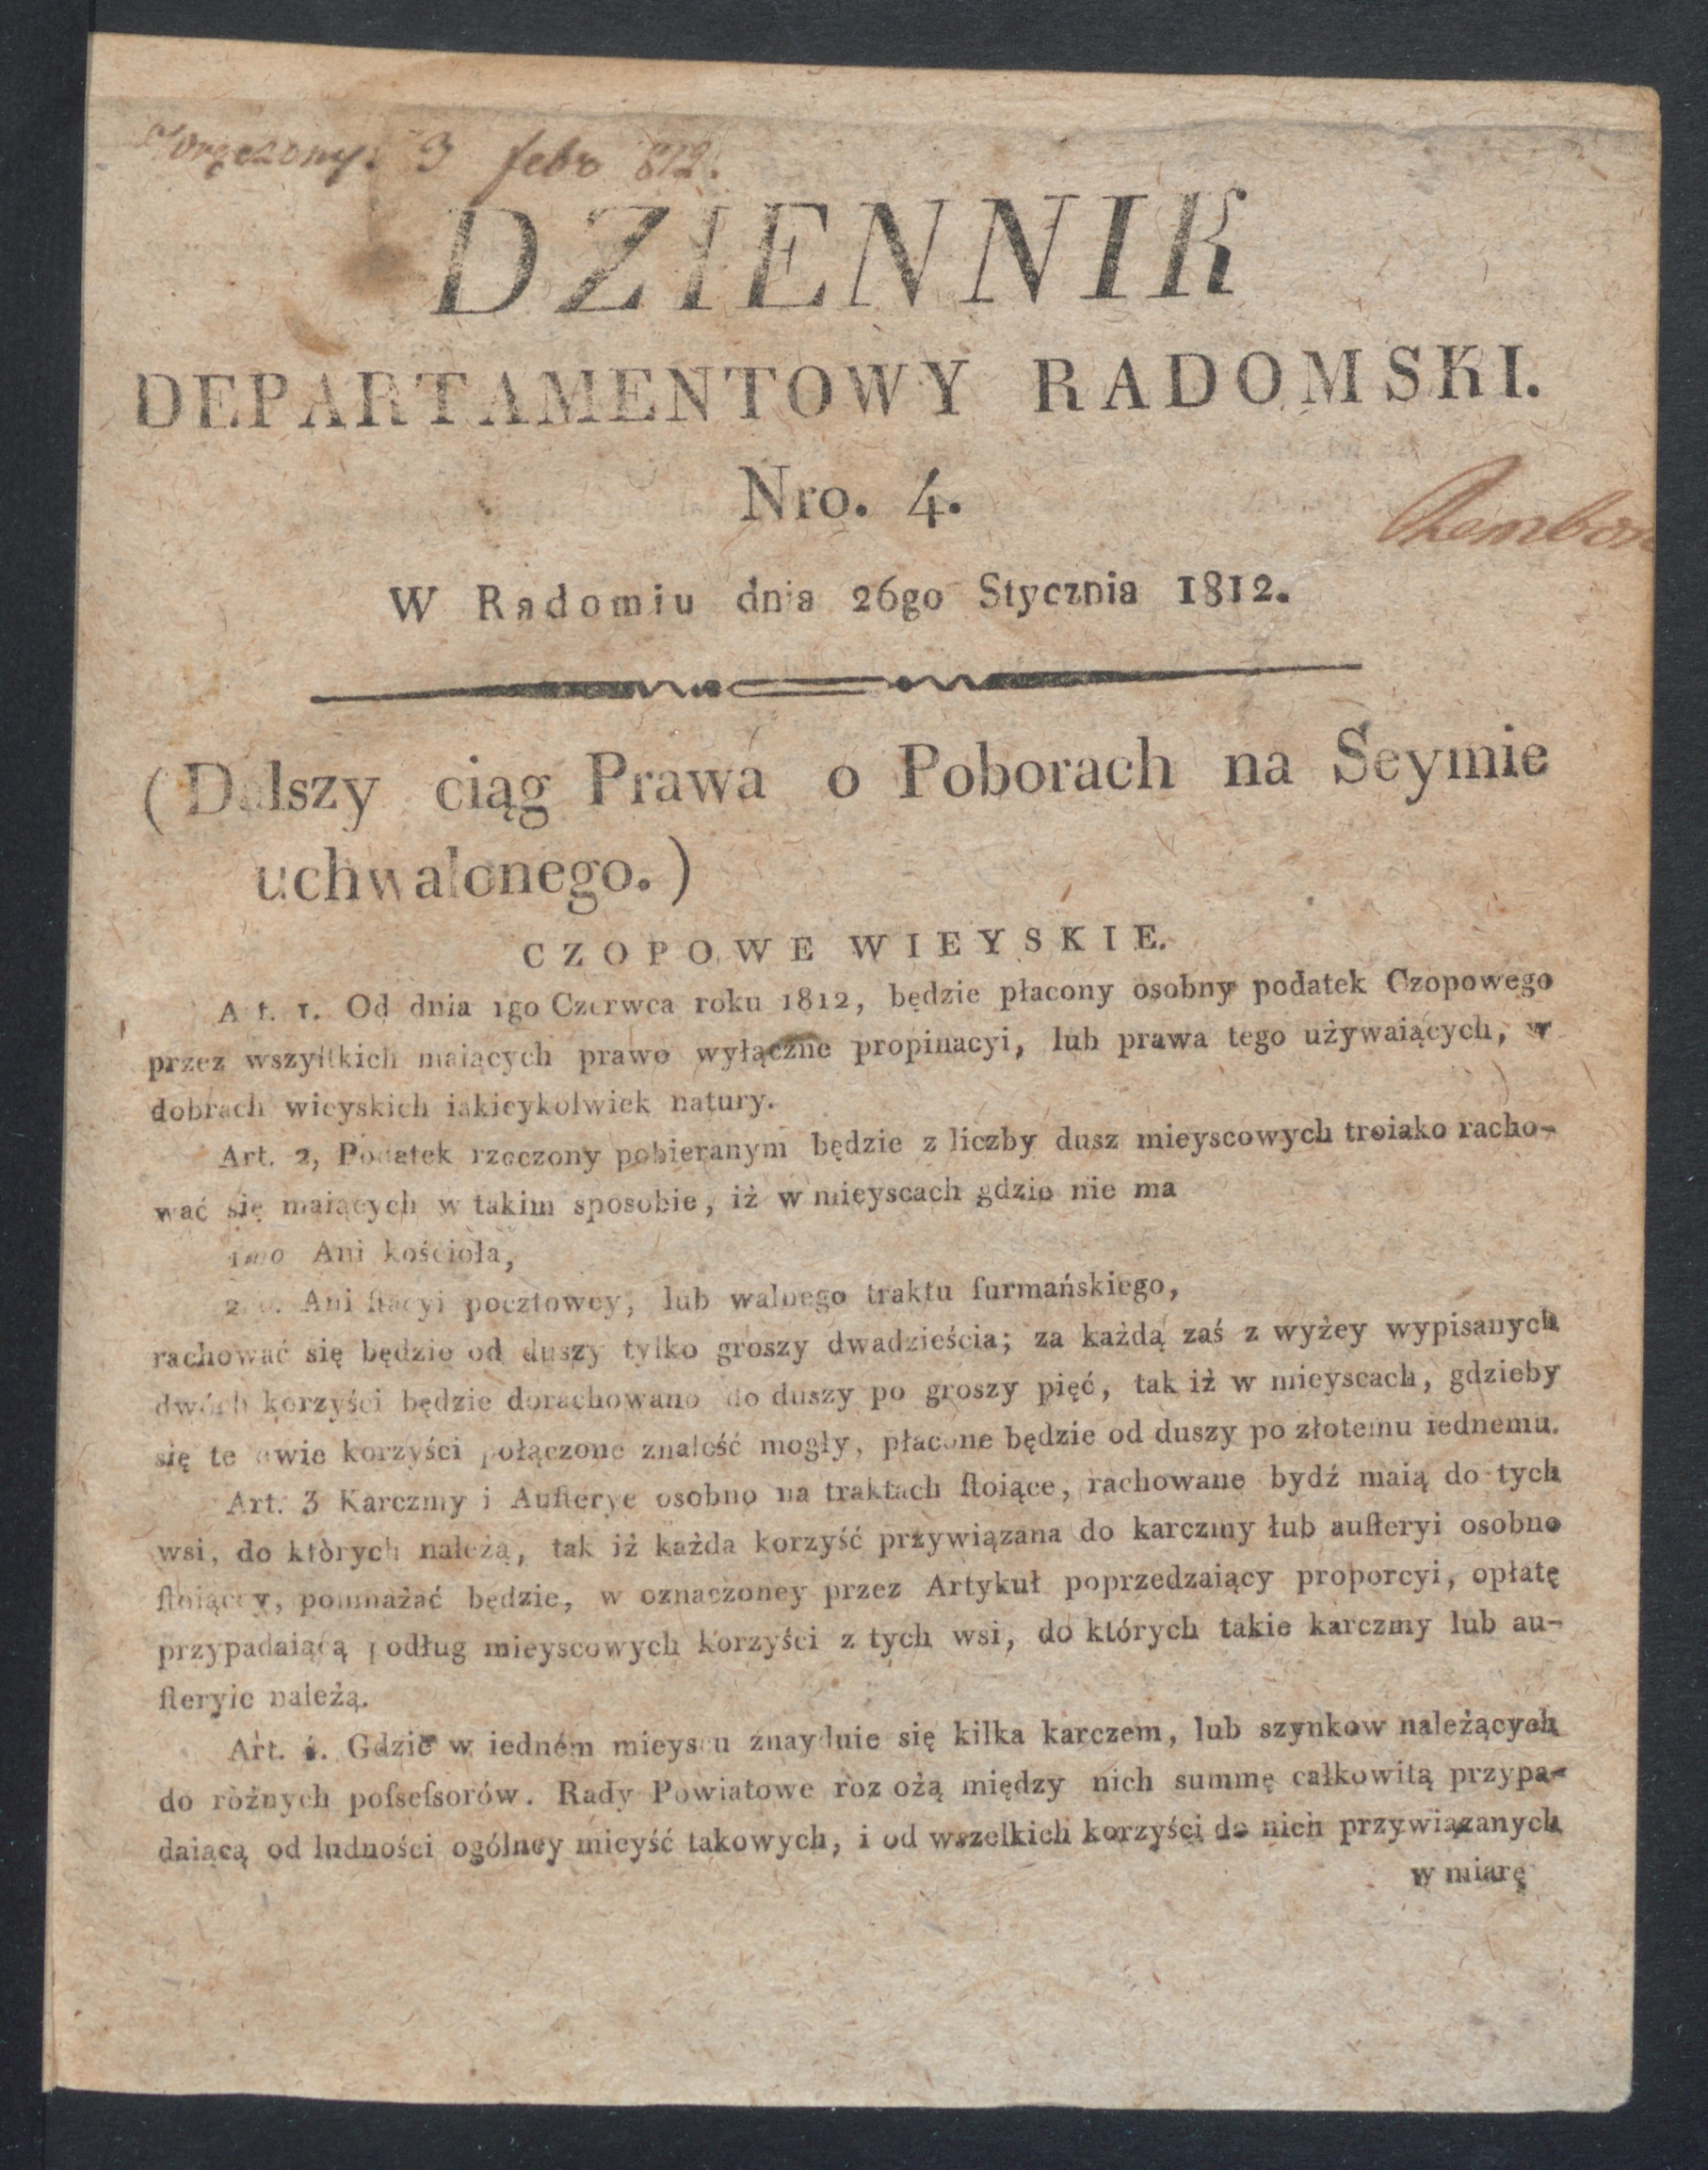 3 febr 812.
DZIENNIK
DEPARTAMENTOWY RADOMSKI.
Nro. 4.
W Radomiu dnia 26go Stycznia 1812.
(Dalszy ciąg Prawa o Poborach na Seymie
uchwalonego.)
CZOPOWE WIEYSKIE.
Art. 1. Od dnia 1go Czerwca roku 1812, będzie płacony osobny podatek Czopowego
przez wszyſtkich maiących prawo wyłączne propinacyi, lub prawa tego używaiących, w
dobrach wieyskich iakieykolwiek natury.
Art. 2, Podatek rzeczony pobieranym będzie z liczby dusz mieyscowych troiako racho-
wać się maiących w takim sposobie, iż w mieyscach gdzie nie ma
1mo Ani kościoła,
2do. Ani ſtacyi pocztowey, lub walnego traktu furmańskiego,
rachować się będzie od duszy tylko groszy dwadzieścia; za każdą zaś z wyżey wypisanych
dwóch korzyści będzie dorachowano do duszy po groszy pięć, tak iż w mieyscach, gdzieby
się te dwie korzyści połączone znaleść mogły, płacone będzie od duszy po złotemu iednemu.
Art. 3 Karczmy i Auſterye osobno na traktach ſtoiące, rachowane bydź maią do tych
wsi, do których należą, tak iż każda korzyść przywiązana do karczmy łub auſteryi osobno
ſtoiącey, pomnażać będzie, w oznaczoney przez Artykuł poprzedzaiący proporcyi, opłatę
przypadaiącą podług mieyscowych korzyści z tych wsi, do których takie karczmy lub au-
ſteryie należą.
Art. 4. Gdzie w iedném mieyscu znayduie się kilka karczem, lub szynkow należących
do różnych poſseſsorów. Rady Powiatowe roz ożą między nich summę całkowitą przypa-
daiącą od ludności ogólney mieyść takowych, i od wszelkich korzyści do nich przywiązanych
w miarę